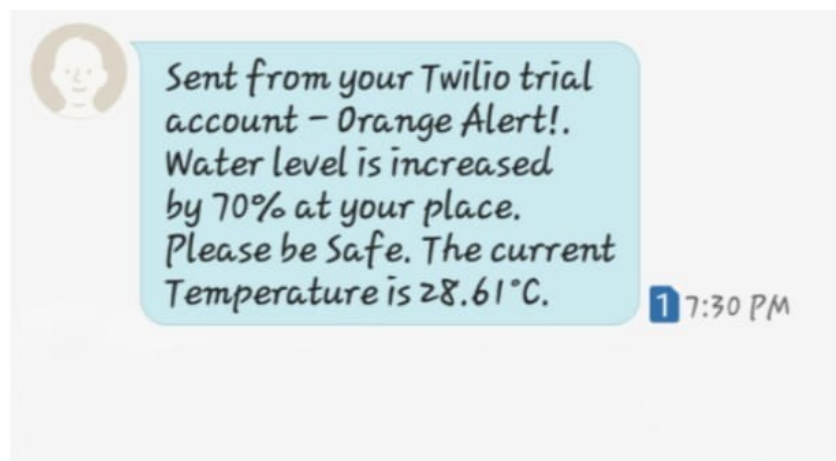 Sent from your Twilio trial
account - Orange Alert!.
Water level is increased
by 70% at your place.
Please be Safe. The current
Temperature is 28.61°C.
1 7:30 PM